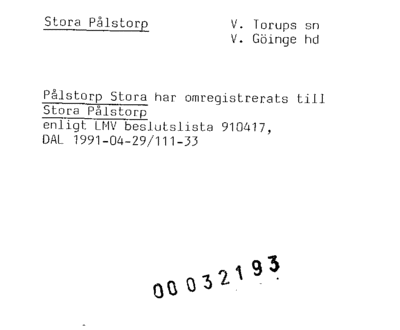 Stora Pålstorp V. Torups sn
V. Göinge hd
Pålstorp Stora har omregistrerats till
Stora Pålstorp
enligt LMV beslutslista 910417,
DAL 1991-04-29/111-33
00032193